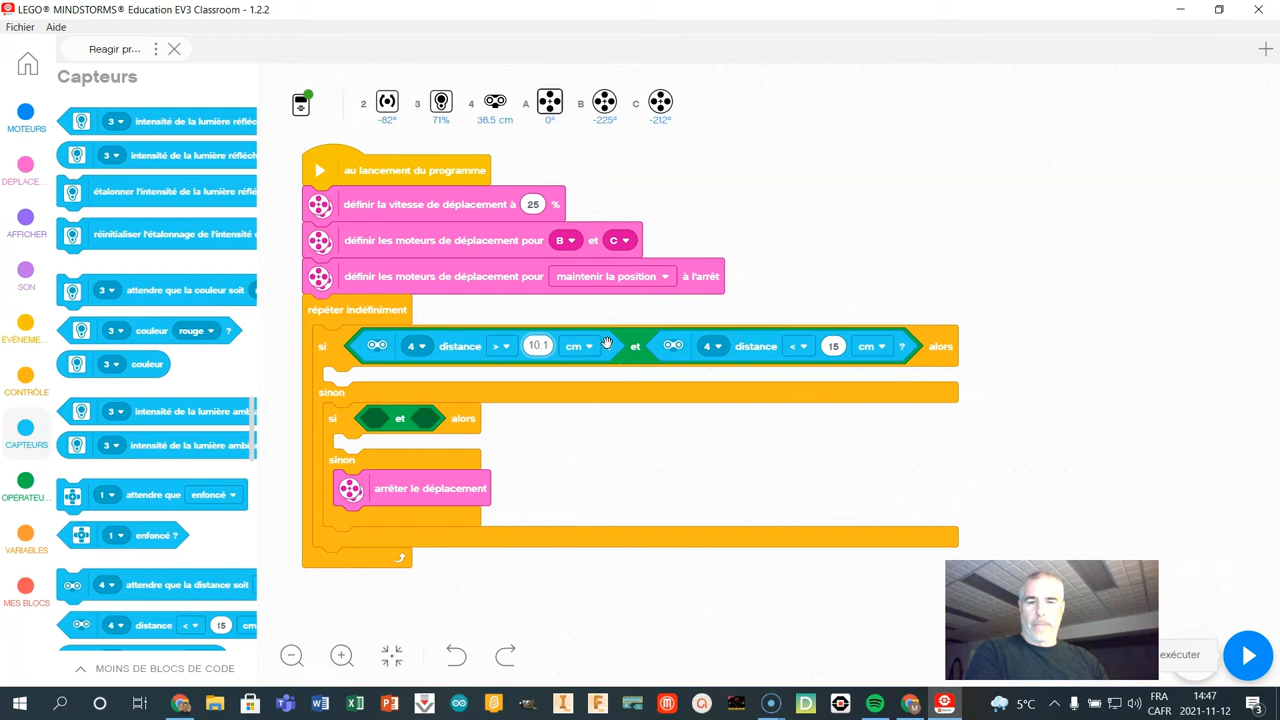 LEGO® MINDSTORMS® Education EV3 Classroom - 1.2.2
Fichier Aide
Reagir pr...
Capteurs
MOTEURS
DÉPLACE...
AFFICHER
SON
ÉVÉNEME...
CONTRÔLE
CAPTEURS
OPÉRATEU...
VARIABLES
MES BLOCS
3 intensité de la lumière réfléc
3 intensité de la lumière réfléch
étalonner l'intensité de la lumière réflé
réinitialiser l'étalonnage de l'intensité d
3 attendre que la couleur soit
3 couleur rouge ?
3 couleur
3 intensité de la lumière amb
3 intensité de la lumière ambi
1 attendre que enfoncé
1 enfoncé ?
4 attendre que la distance soit
4 distance < 15 cm
MOINS DE BLOCS DE CODE
2 3 4 A B C
-82° 71% 36.5 cm 0° -225° -212°
au lancement du programme
définir la vitesse de déplacement à 25 %
définir les moteurs de déplacement pour B et C
définir les moteurs de déplacement pour maintenir la position à l'arrêt
répéter indéfiniment
si 4 distance > 10.1 cm et 4 distance < 15 cm ? alors
sinon
si et alors
sinon
arrêter le déplacement
exécuter
5°C
FRA
CAFR
14:47
2021-11-12
3